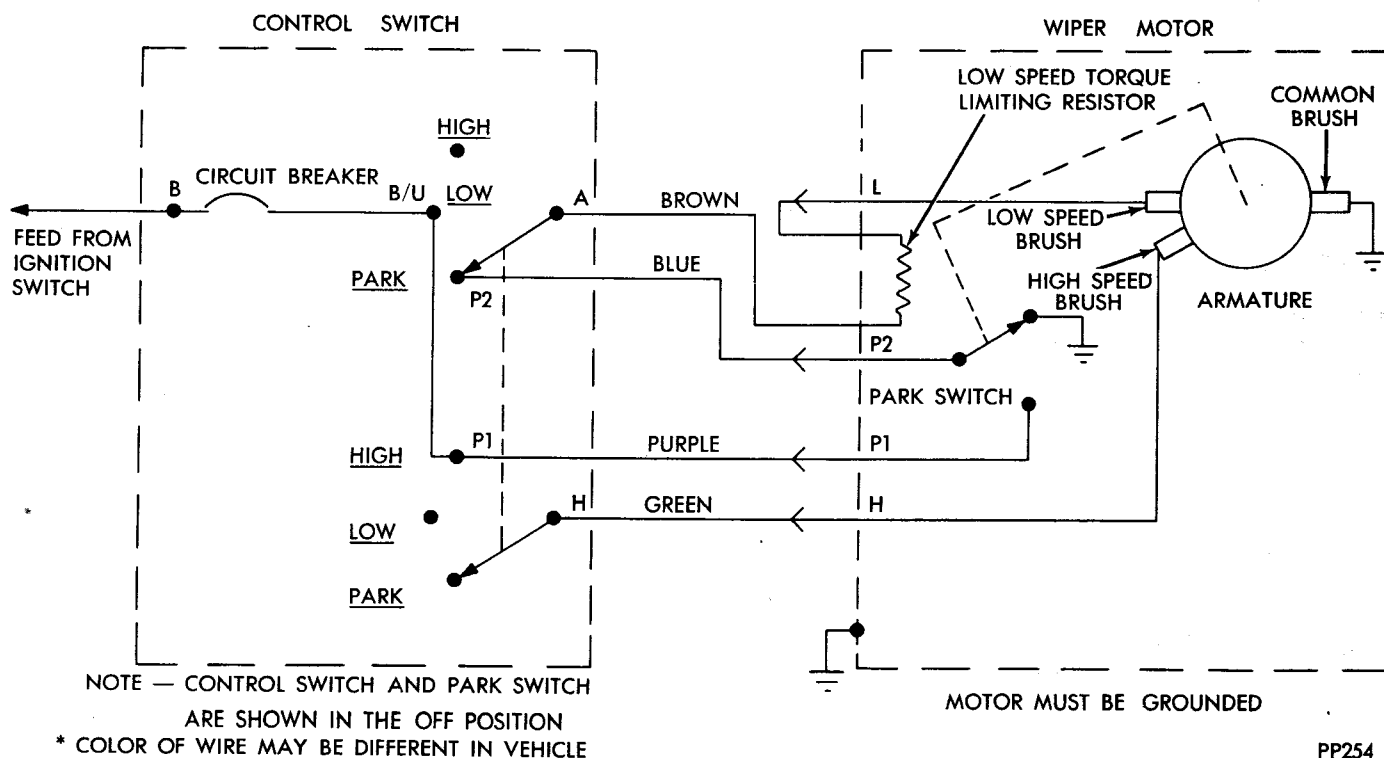 CONTROL SWITCH
WIPER MOTOR
LOW SPEED TORQUE
LIMITING RESISTOR
COMMON
BRUSH
HIGH
B
CIRCUIT BREAKER
B/U
LOW
A
BROWN
L
LOW SPEED
BRUSH
FEED FROM
IGNITION
SWITCH
PARK
P2
BLUE
HIGH SPEED
BRUSH
ARMATURE
P2
PARK SWITCH
HIGH
P1
PURPLE
P1
*
LOW
H
GREEN
H
PARK
NOTE — CONTROL SWITCH AND PARK SWITCH
ARE SHOWN IN THE OFF POSITION
* COLOR OF WIRE MAY BE DIFFERENT IN VEHICLE
MOTOR MUST BE GROUNDED
PP254